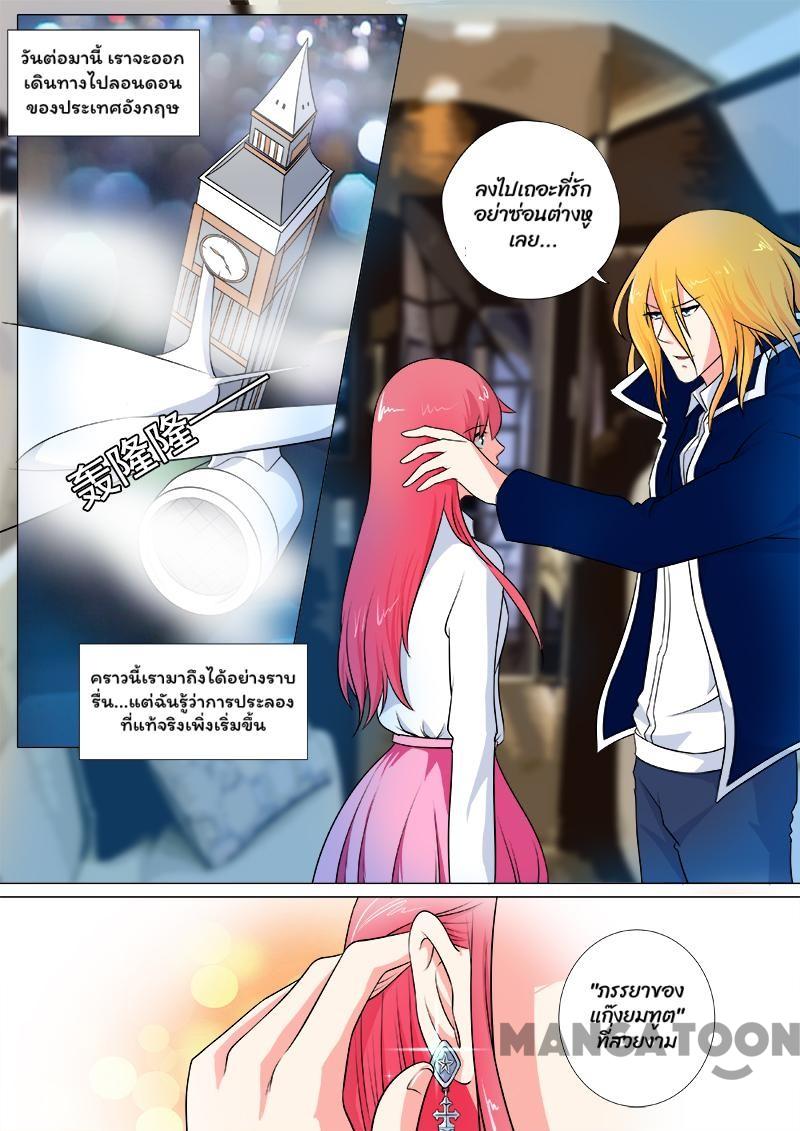 วันต่อมานี้ เราจะออก
เดินทางไปลอนดอน
ของประเทศอังกฤษ
ลงไปเถอะที่รัก
อย่าซ่อนต่างหู
เลย...
轰隆隆
คราวนี้เรามาถึงได้อย่างราบ
รื่น...แต่ฉันรู้ว่าการประลอง
ที่แท้จริงเพิ่งเริ่มขึ้น
"ภรรยาของ
แก๊งยมทูต"
ที่สวยงาม
MANGATOON